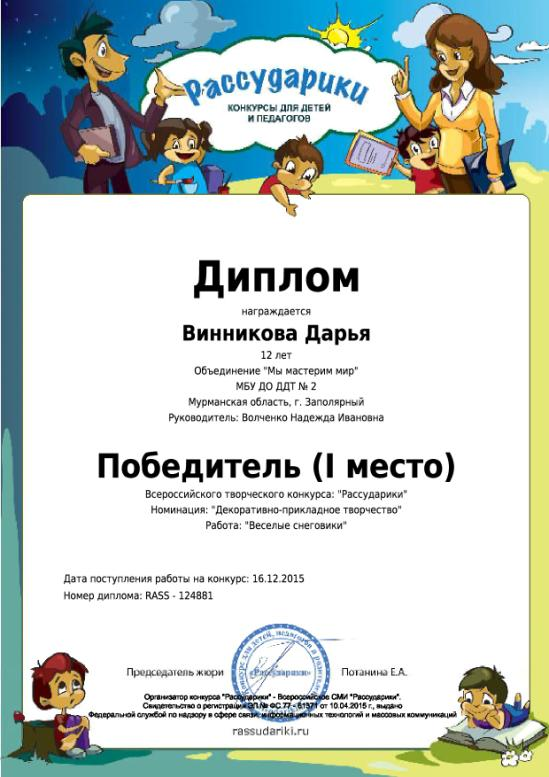 Рассударики
КОНКУРСЫ ДЛЯ ДЕТЕЙ
И ПЕДАГОГОВ
Диплом
награждается
Винникова Дарья
12 лет
Объединение "Мы мастерим мир"
МБУ ДО ДДТ № 2
Мурманская область, г. Заполярный
Руководитель: Волченко Надежда Ивановна
Победитель (I место)
Всероссийского творческого конкурса: "Рассударики"
Номинация: "Декоративно-прикладное творчество"
Работа: "Веселые снеговики"
Дата поступления работы на конкурс: 16.12.2015
Номер диплома: RASS - 124881
Председатель жюри
«Рассударики»
Потанина Е.А.
Организатор конкурса "Рассударики" - Всероссийское СМИ "Рассударики".
Свидетельство о регистрации ЭЛ № ФС 77 - 61371 от 10.04.2015 г., выдано
Федеральной службой по надзору в сфере связи, информационных технологий и массовых коммуникаций
rassudariki.ru